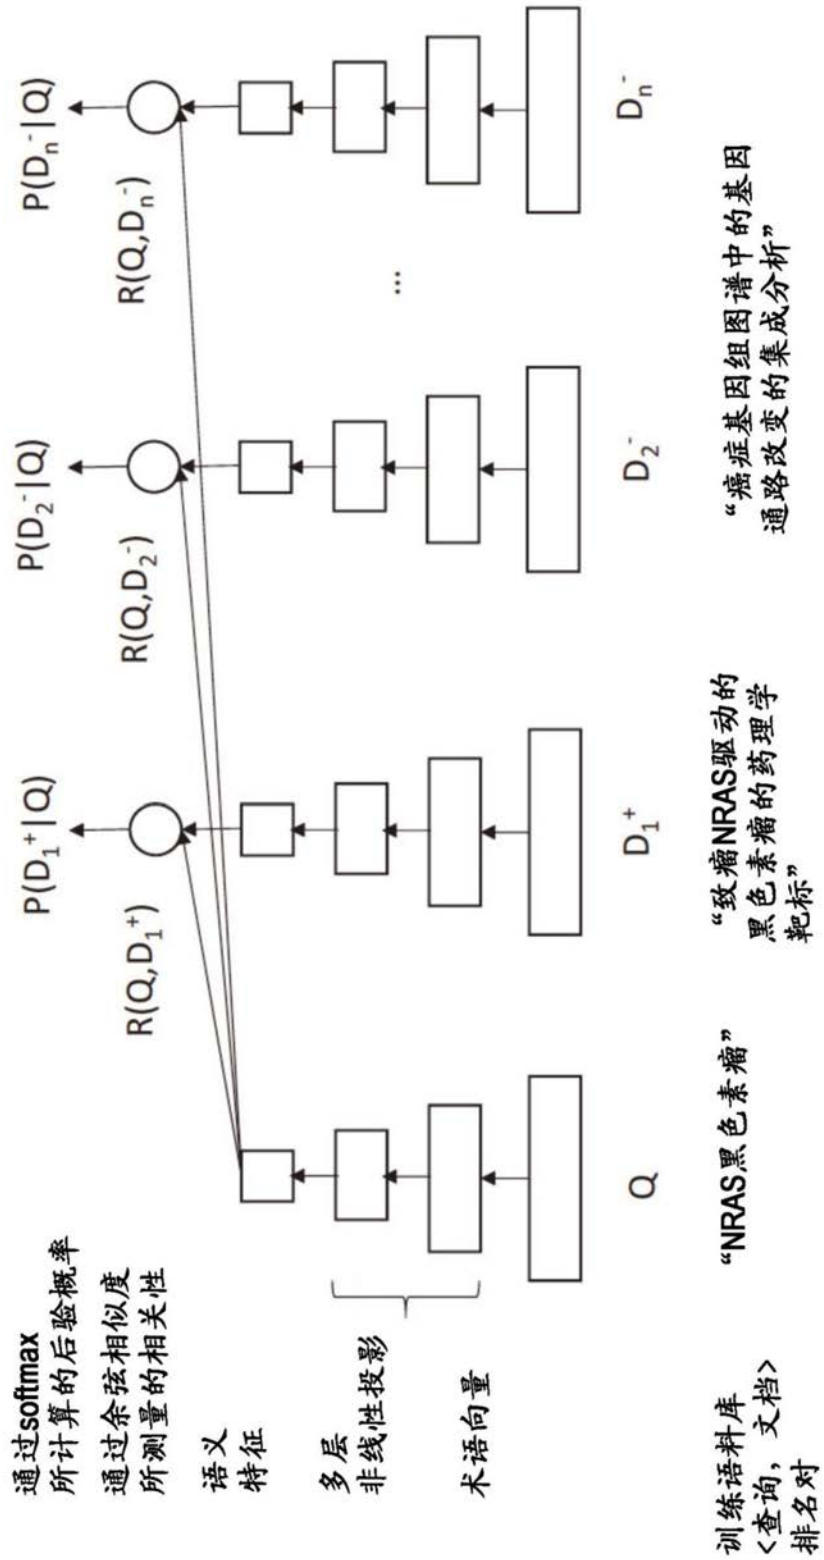 通过softmax
所计算的后验概率
P(D₁⁺|Q)
P(D₂⁻|Q)
P(Dₙ⁻|Q)
通过余弦相似度
所测量的相关性
R(Q,D₁⁺)
R(Q,D₂⁻)
R(Q,Dₙ⁻)
语义
特征
多层
非线性投影
...
术语向量
Q
D₁⁺
D₂⁻
Dₙ⁻
训练语料库
<查询，文档>
排名对
“NRAS黑色素瘤”
“致瘤NRAS驱动的
黑色素瘤的药理学
靶标”
“癌症基因组图谱中的基因
通路改变的集成分析”